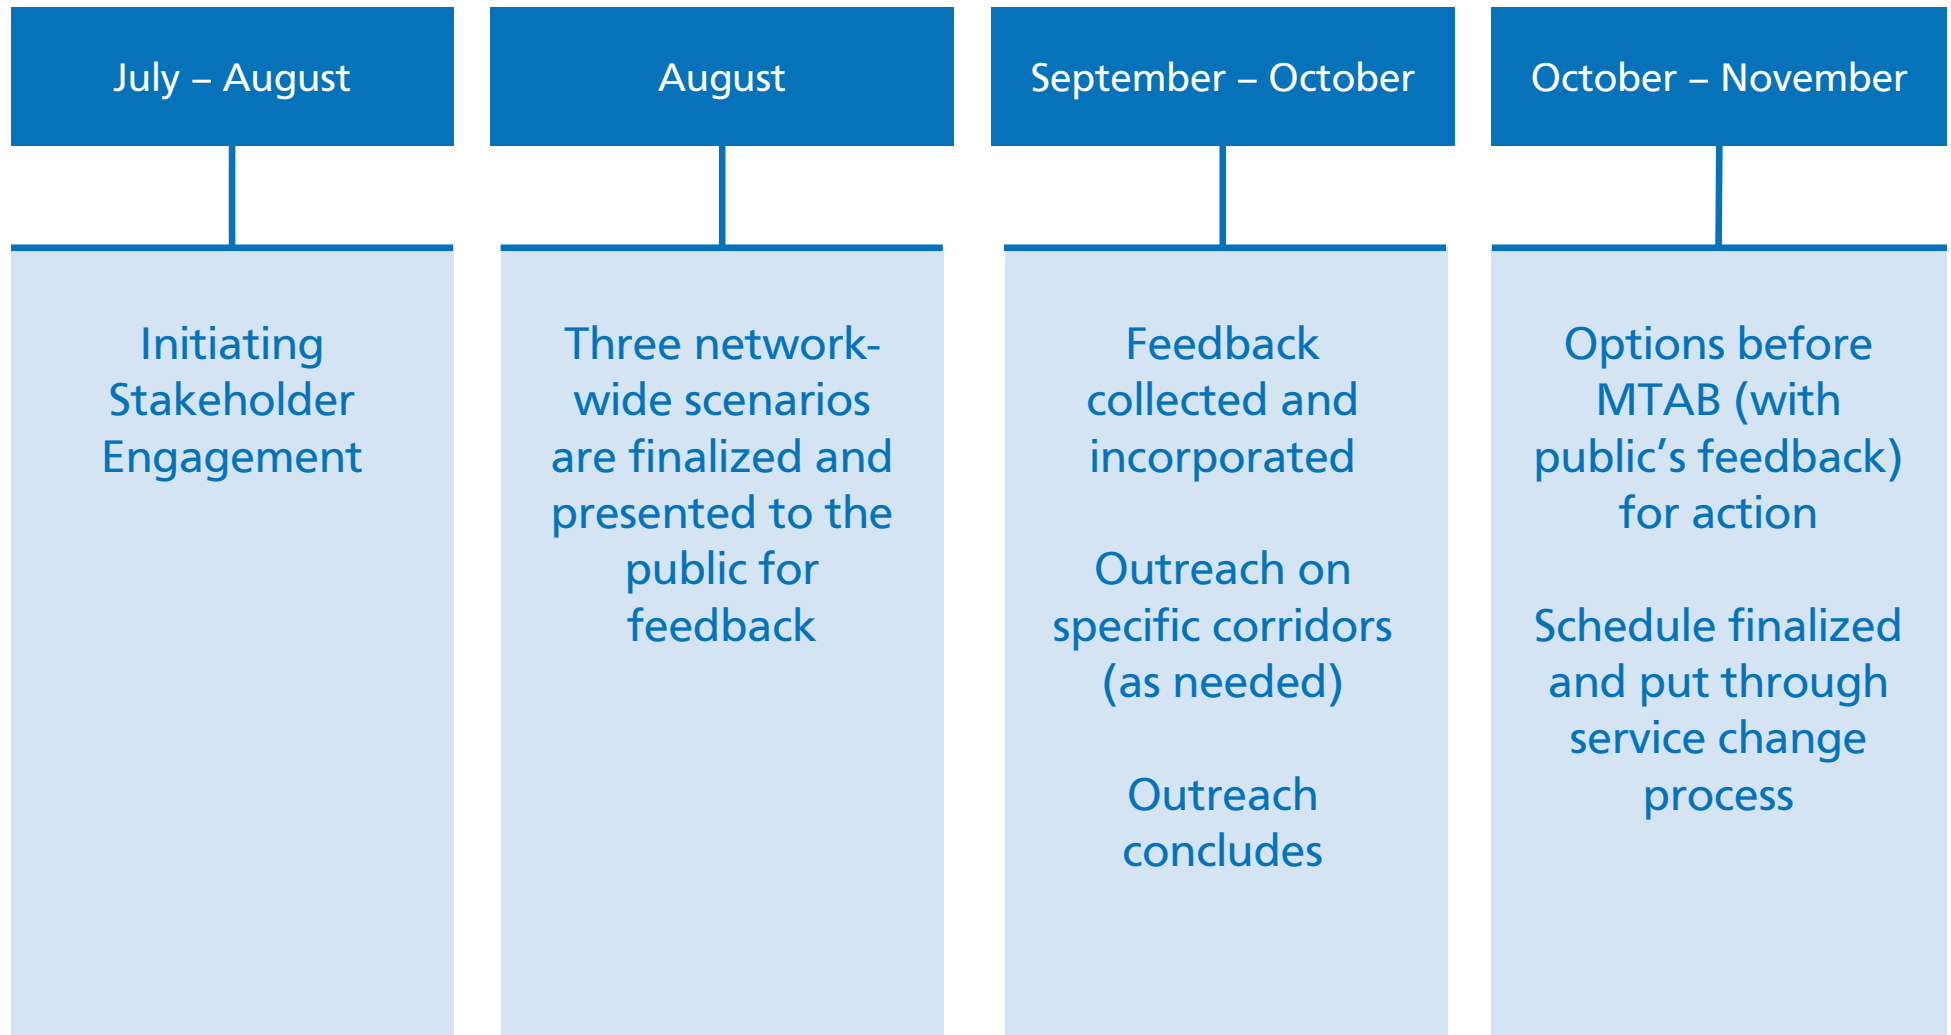 July – August
Initiating
Stakeholder
Engagement
August
Three network-
wide scenarios
are finalized and
presented to the
public for
feedback
September – October
Feedback
collected and
incorporated
Outreach on
specific corridors
(as needed)
Outreach
concludes
October – November
Options before
MTAB (with
public’s feedback)
for action
Schedule finalized
and put through
service change
process